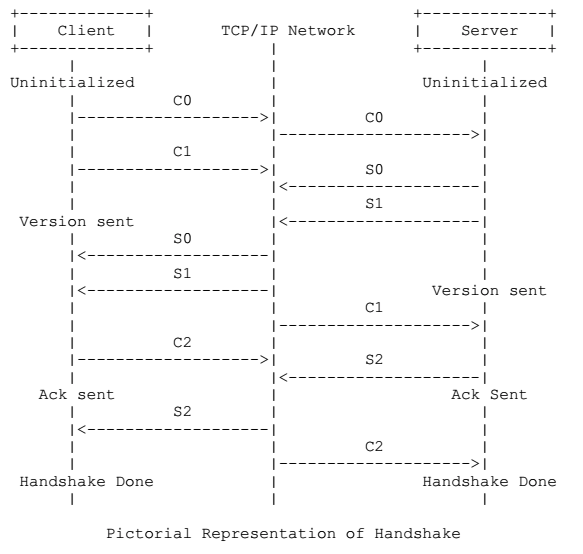 +-------------+                            +-------------+
|    Client   |       TCP/IP Network       |    Server   |
+-------------+             |              +-------------+
       |                    |                     |
Uninitialized               |               Uninitialized
       |          C0        |                     |
       |------------------->|         C0          |
       |                    |-------------------->|
       |          C1        |                     |
       |------------------->|         S0          |
       |                    |<--------------------|
       |                    |         S1          |
 Version sent               |<--------------------|
       |          S0        |                     |
       |<-------------------|                     |
       |          S1        |                     |
       |<-------------------|                Version sent
       |                    |         C1          |
       |                    |-------------------->|
       |          C2        |                     |
       |------------------->|         S2          |
       |                    |<--------------------|
    Ack sent                |                  Ack Sent
       |          S2        |                     |
       |<-------------------|                     |
       |                    |         C2          |
       |                    |-------------------->|
 Handshake Done             |               Handshake Done
       |                    |                     |
Pictorial Representation of Handshake